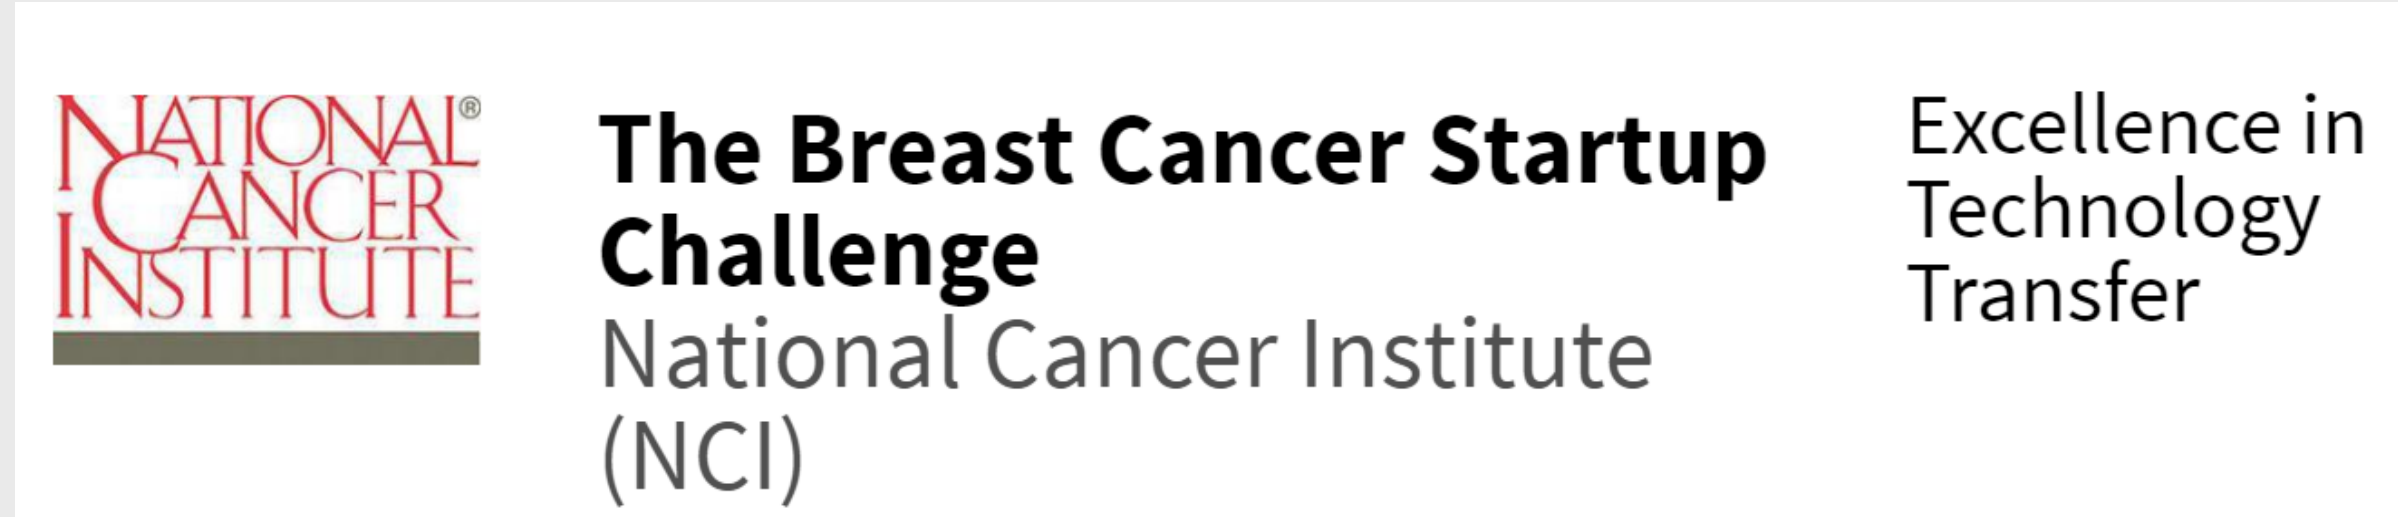 NATIONAL®
CANCER
INSTITUTE
The Breast Cancer Startup
Challenge
National Cancer Institute
(NCI)
Excellence in
Technology
Transfer